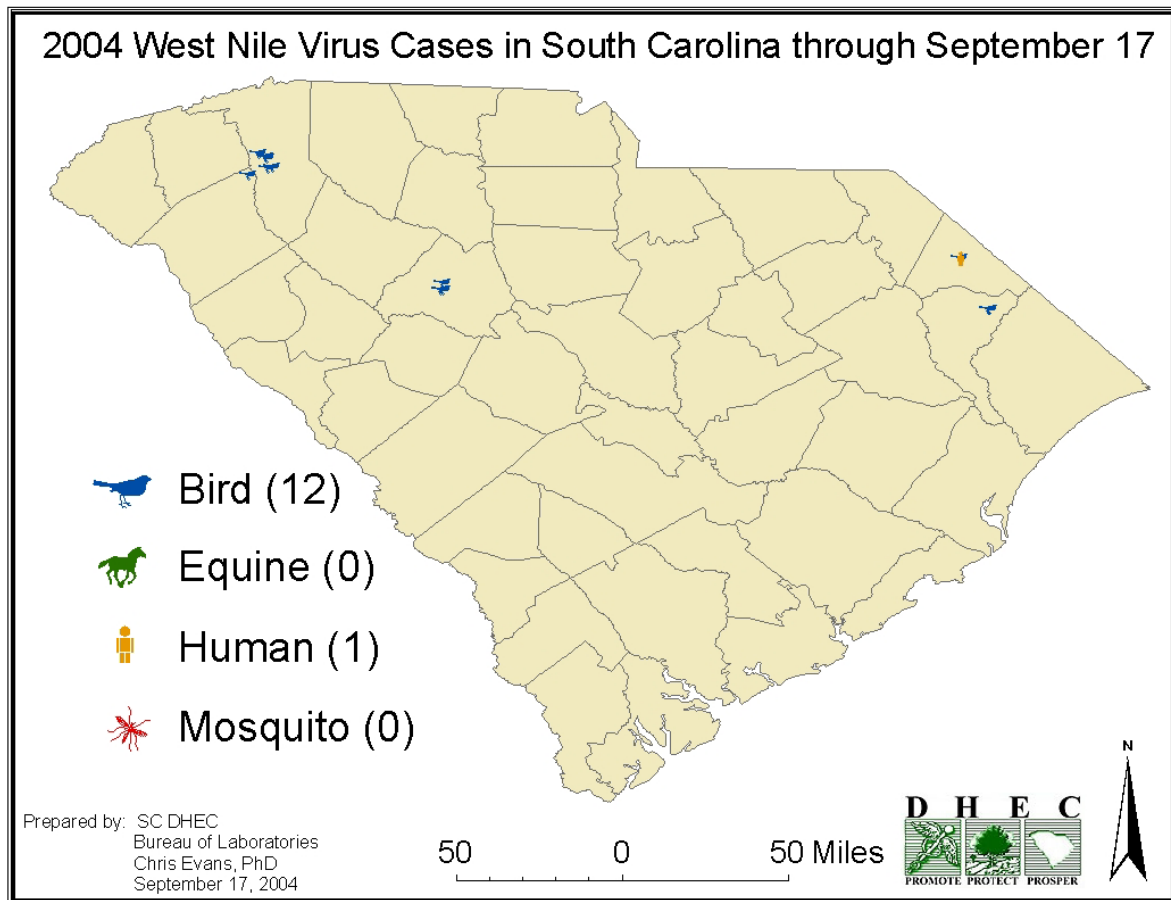 2004 West Nile Virus Cases in South Carolina through September 17
Bird (12)
Equine (0)
Human (1)
Mosquito (0)
Prepared by: SC DHEC
Bureau of Laboratories
Chris Evans, PhD
September 17, 2004
50 0 50 Miles
D H E C
PROMOTE PROTECT PROSPER
N